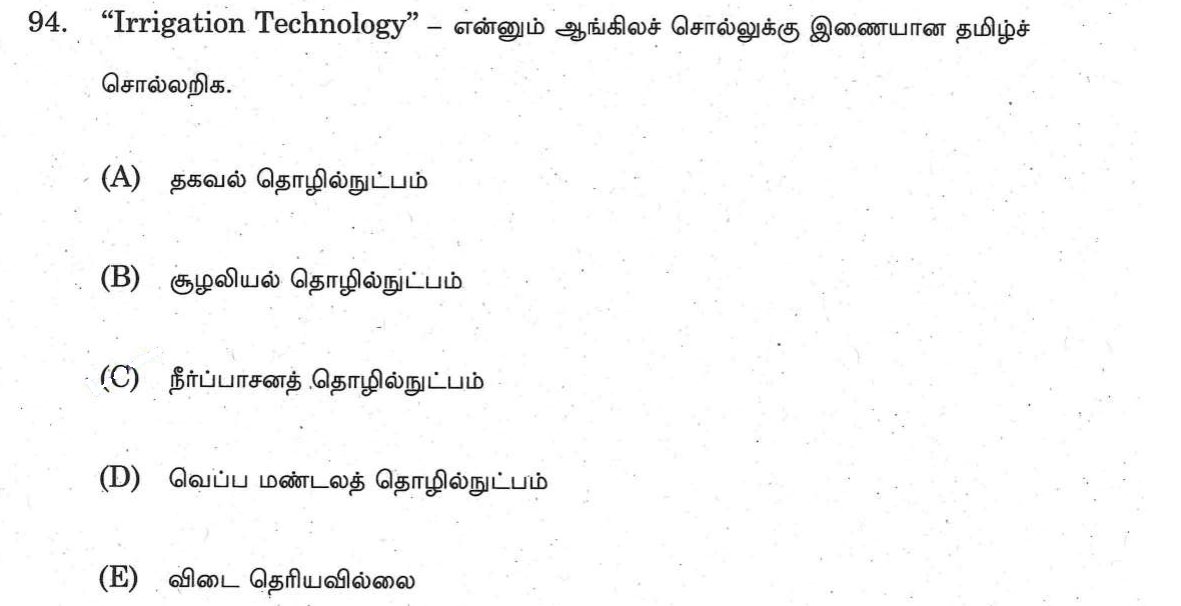 94. “Irrigation Technology” – என்னும் ஆங்கிலச் சொல்லுக்கு இணையான தமிழ்ச்
சொல்லறிக.
(A) தகவல் தொழில்நுட்பம்
(B) சூழலியல் தொழில்நுட்பம்
(C) நீர்ப்பாசனத் தொழில்நுட்பம்
(D) வெப்ப மண்டலத் தொழில்நுட்பம்
(E) விடை தெரியவில்லை